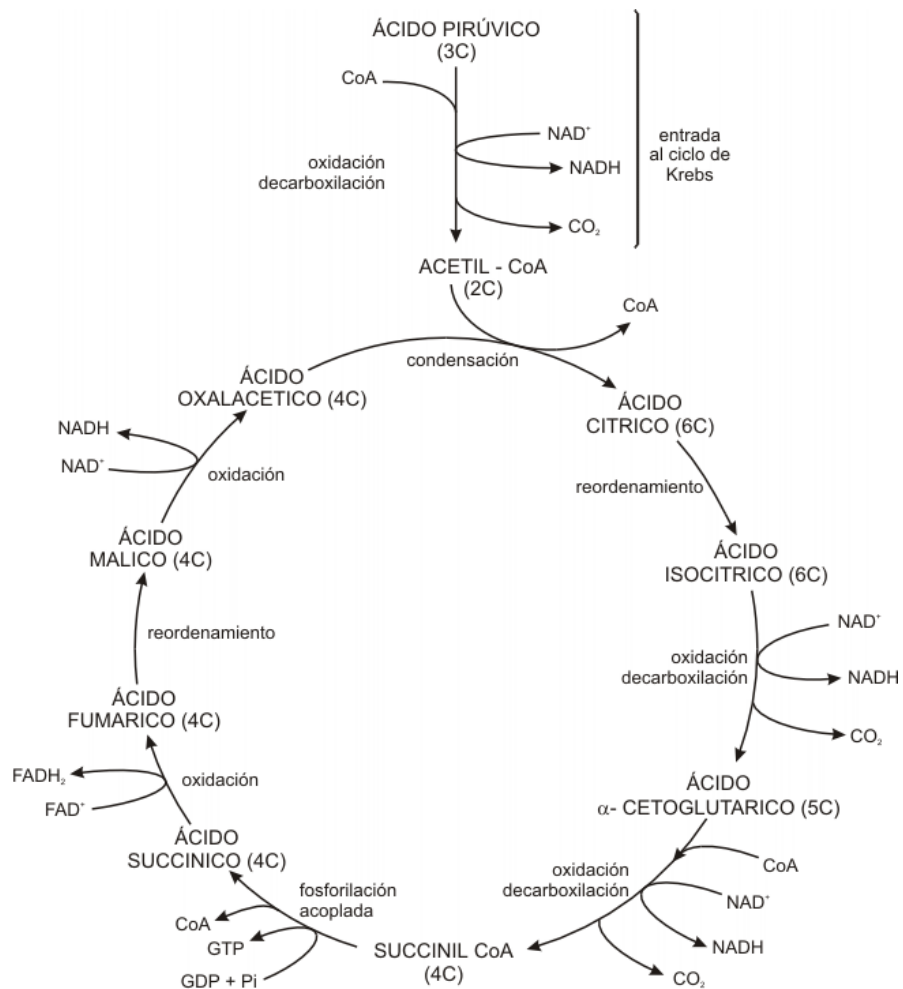 ÁCIDO PIRÚVICO
(3C)
CoA
NAD⁺
NADH
oxidación
decarboxilación
CO₂
entrada
al ciclo de
Krebs
ACETIL - CoA
(2C)
CoA
condensación
ÁCIDO
OXALACETICO (4C)
ÁCIDO
CITRICO (6C)
NADH
NAD⁺
oxidación
reordenamiento
ÁCIDO
MALICO (4C)
ÁCIDO
ISOCITRICO (6C)
reordenamiento
NAD⁺
oxidación
decarboxilación
NADH
CO₂
ÁCIDO
FUMARICO (4C)
FADH₂
FAD⁺
oxidación
ÁCIDO
α- CETOGLUTARICO (5C)
ÁCIDO
SUCCINICO (4C)
oxidación
decarboxilación
CoA
NAD⁺
NADH
CO₂
fosforilación
acoplada
CoA
GTP
GDP + Pi
SUCCINIL CoA
(4C)